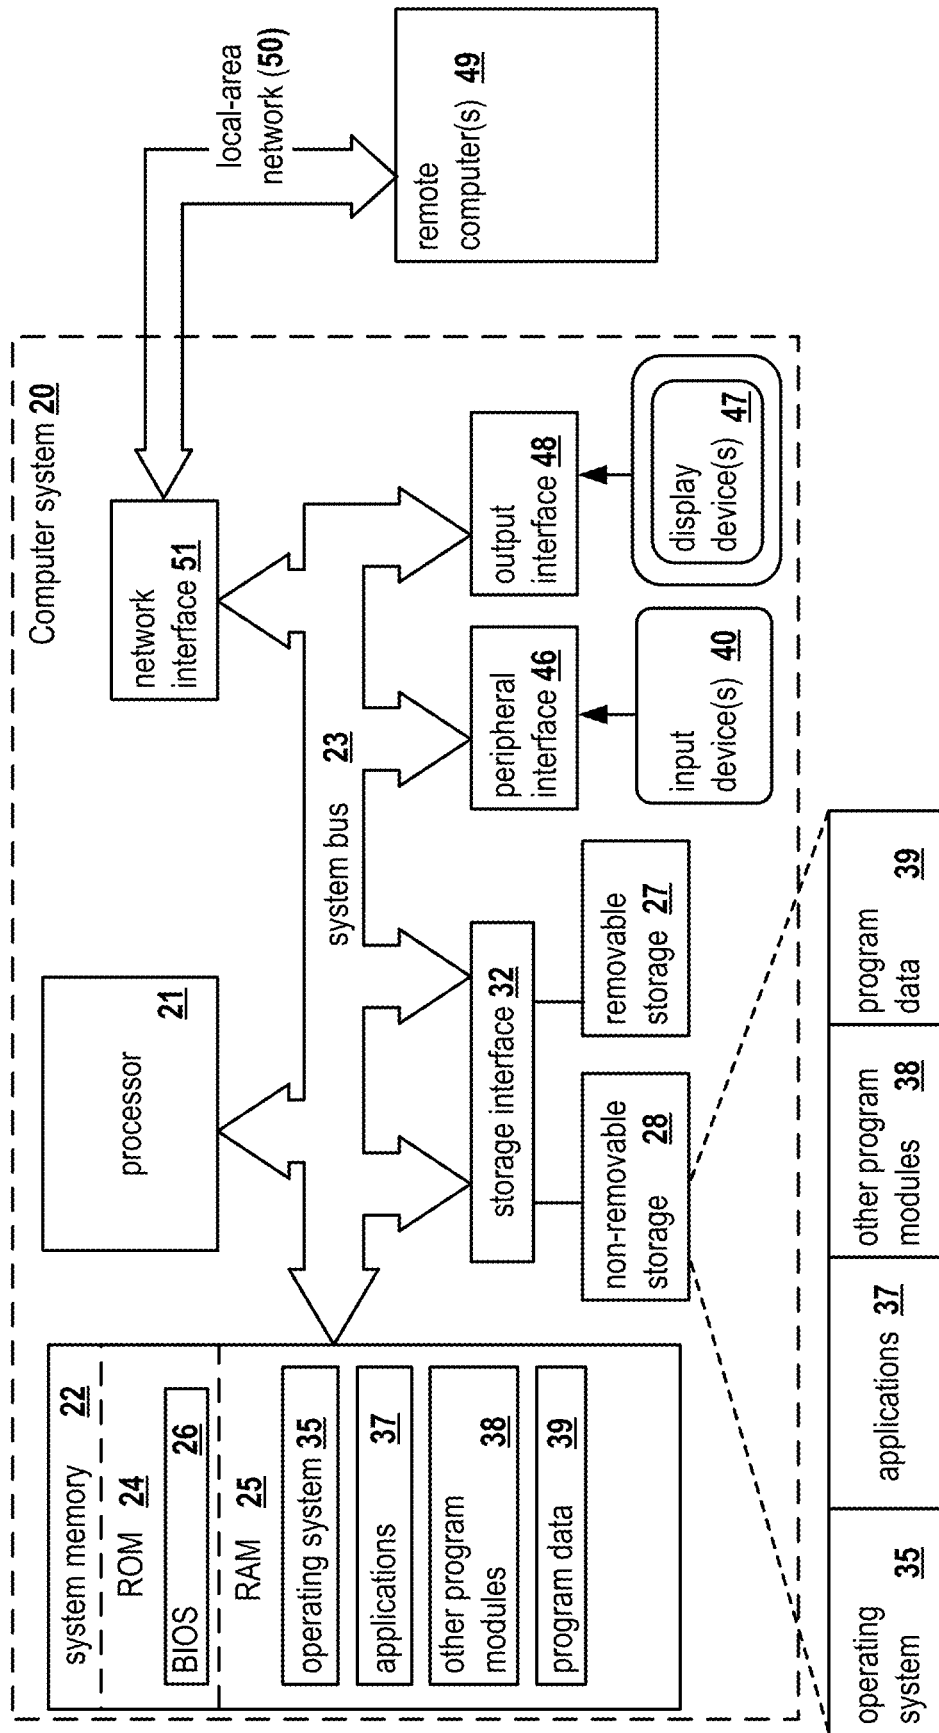 Computer system 20
system memory 22
ROM 24
BIOS 26
RAM 25
operating system 35
applications 37
other program
modules 38
program data 39
processor 21
network
interface 51
local-area
network (50)
remote
computer(s) 49
system bus 23
storage interface 32
peripheral
interface 46
output
interface 48
non-removable
storage 28
removable
storage 27
input
device(s) 40
display
device(s) 47
operating
system 35
applications 37
other program
modules 38
program
data 39